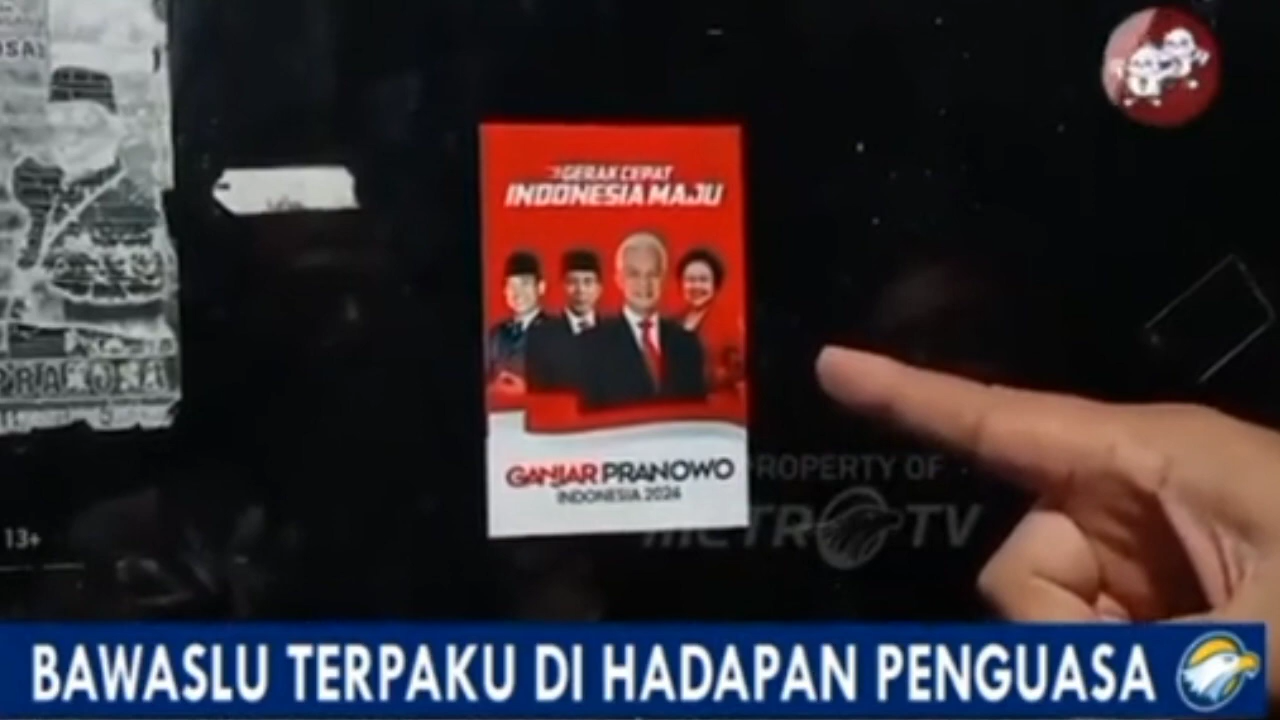 GERAK CEPAT
INDONESIA MAJU
GANJAR PRANOWO
INDONESIA 2024
PROPERTY OF
METRO TV
13+
BAWASLU TERPAKU DI HADAPAN PENGUASA